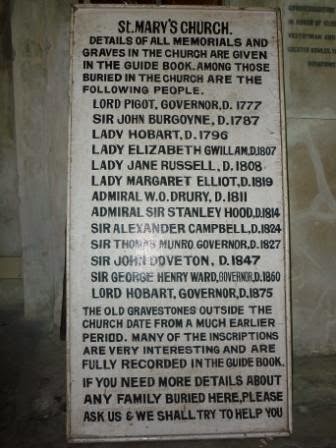 St. MARY'S CHURCH.
DETAILS OF ALL MEMORIALS AND
GRAVES IN THE CHURCH ARE GIVEN
IN THE GUIDE BOOK. AMONG THOSE
BURIED IN THE CHURCH ARE THE
FOLLOWING PEOPLE.
LORD PIGOT, GOVERNOR, D. 1777
SIR JOHN BURGOYNE, D. 1787
LADY HOBART, D. 1796
LADY ELIZABETH GWILLAM, D. 1807
LADY JANE RUSSELL, D. 1808
LADY MARGARET ELLIOT, D. 1819
ADMIRAL W.O. DRURY, D. 1811
ADMIRAL SIR STANLEY HOOD, D. 1814
SIR ALEXANDER CAMPBELL, D. 1824
SIR THOMAS MUNRO GOVERNOR, D. 1827
SIR JOHN DOVETON, D. 1847
SIR GEORGE HENRY WARD, GOVERNOR, D. 1860
LORD HOBART, GOVERNOR, D. 1875
THE OLD GRAVESTONES OUTSIDE THE
CHURCH DATE FROM A MUCH EARLIER
PERIOD. MANY OF THE INSCRIPTIONS
ARE VERY INTERESTING AND ARE
FULLY RECORDED IN THE GUIDE BOOK.
IF YOU NEED MORE DETAILS ABOUT
ANY FAMILY BURIED HERE, PLEASE
ASK US & WE SHALL TRY TO HELP YOU